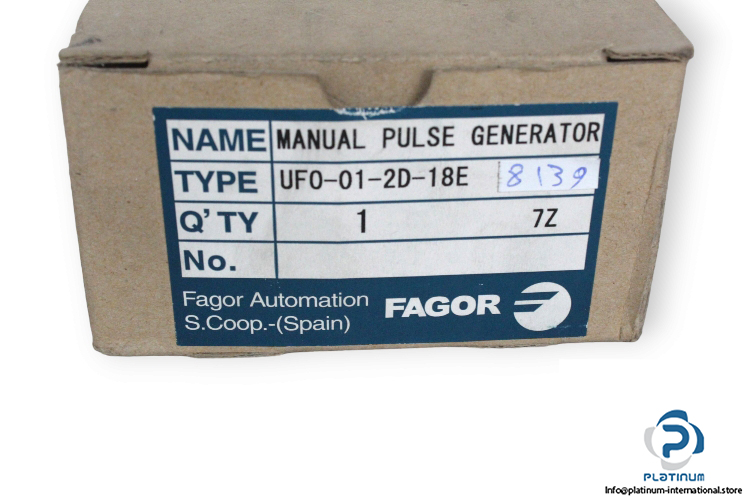 NAME MANUAL PULSE GENERATOR
TYPE UFO-01-2D-18E 8139
Q'TY 1 7Z
No.
Fagor Automation
S.Coop.-(Spain)
FAGOR
PLATINUM
Info@platinum-international.store